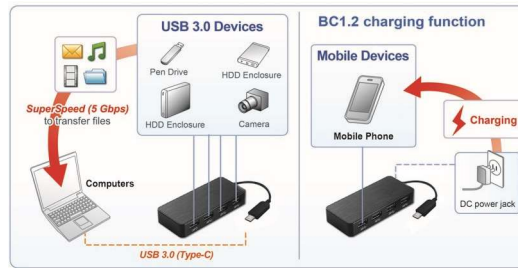 USB 3.0 Devices
Pen Drive
HDD Enclosure
HDD Enclosure
Camera
SuperSpeed (5 Gbps)
to transfer files
Computers
USB 3.0 (Type-C)
BC1.2 charging function
Mobile Devices
Mobile Phone
Charging
DC power jack